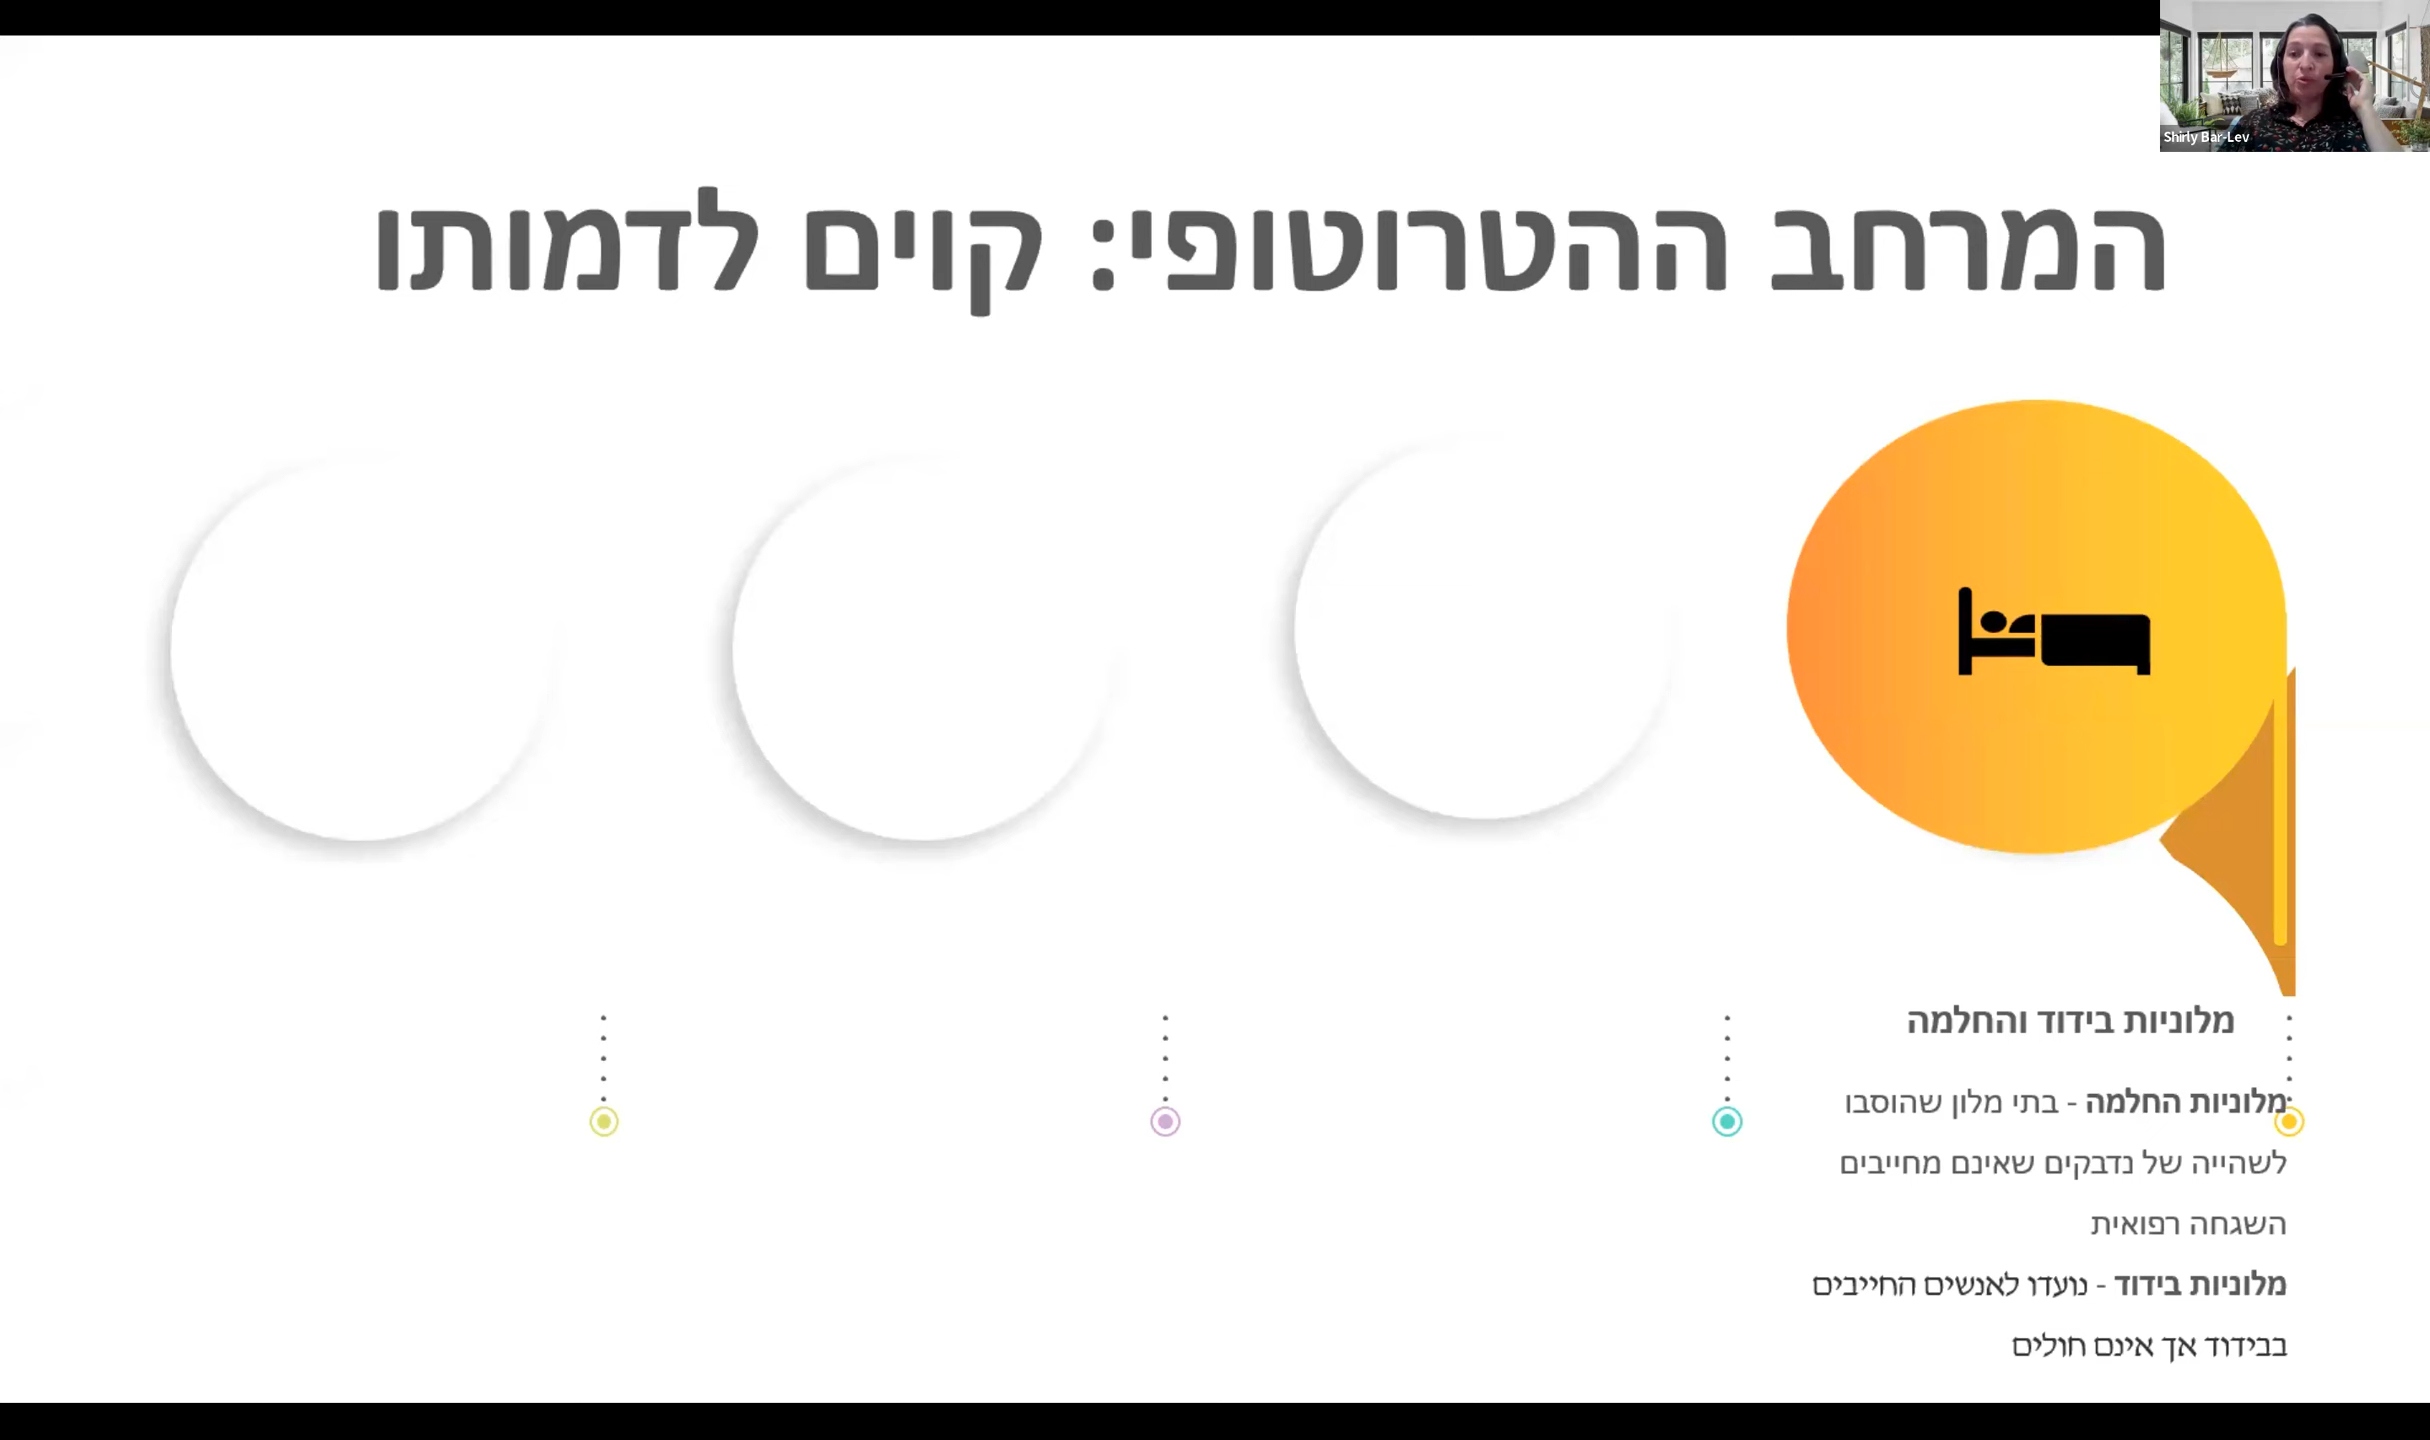 Shirly Bar-Lev
המרחב ההטרוטופי: קוים לדמותו
מלוניות בידוד והחלמה
מלוניות החלמה - בתי מלון שהוסבו
לשהייה של נדבקים שאינם מחייבים
השגחה רפואית
מלוניות בידוד - נועדו לאנשים החייבים
בבידוד אך אינם חולים